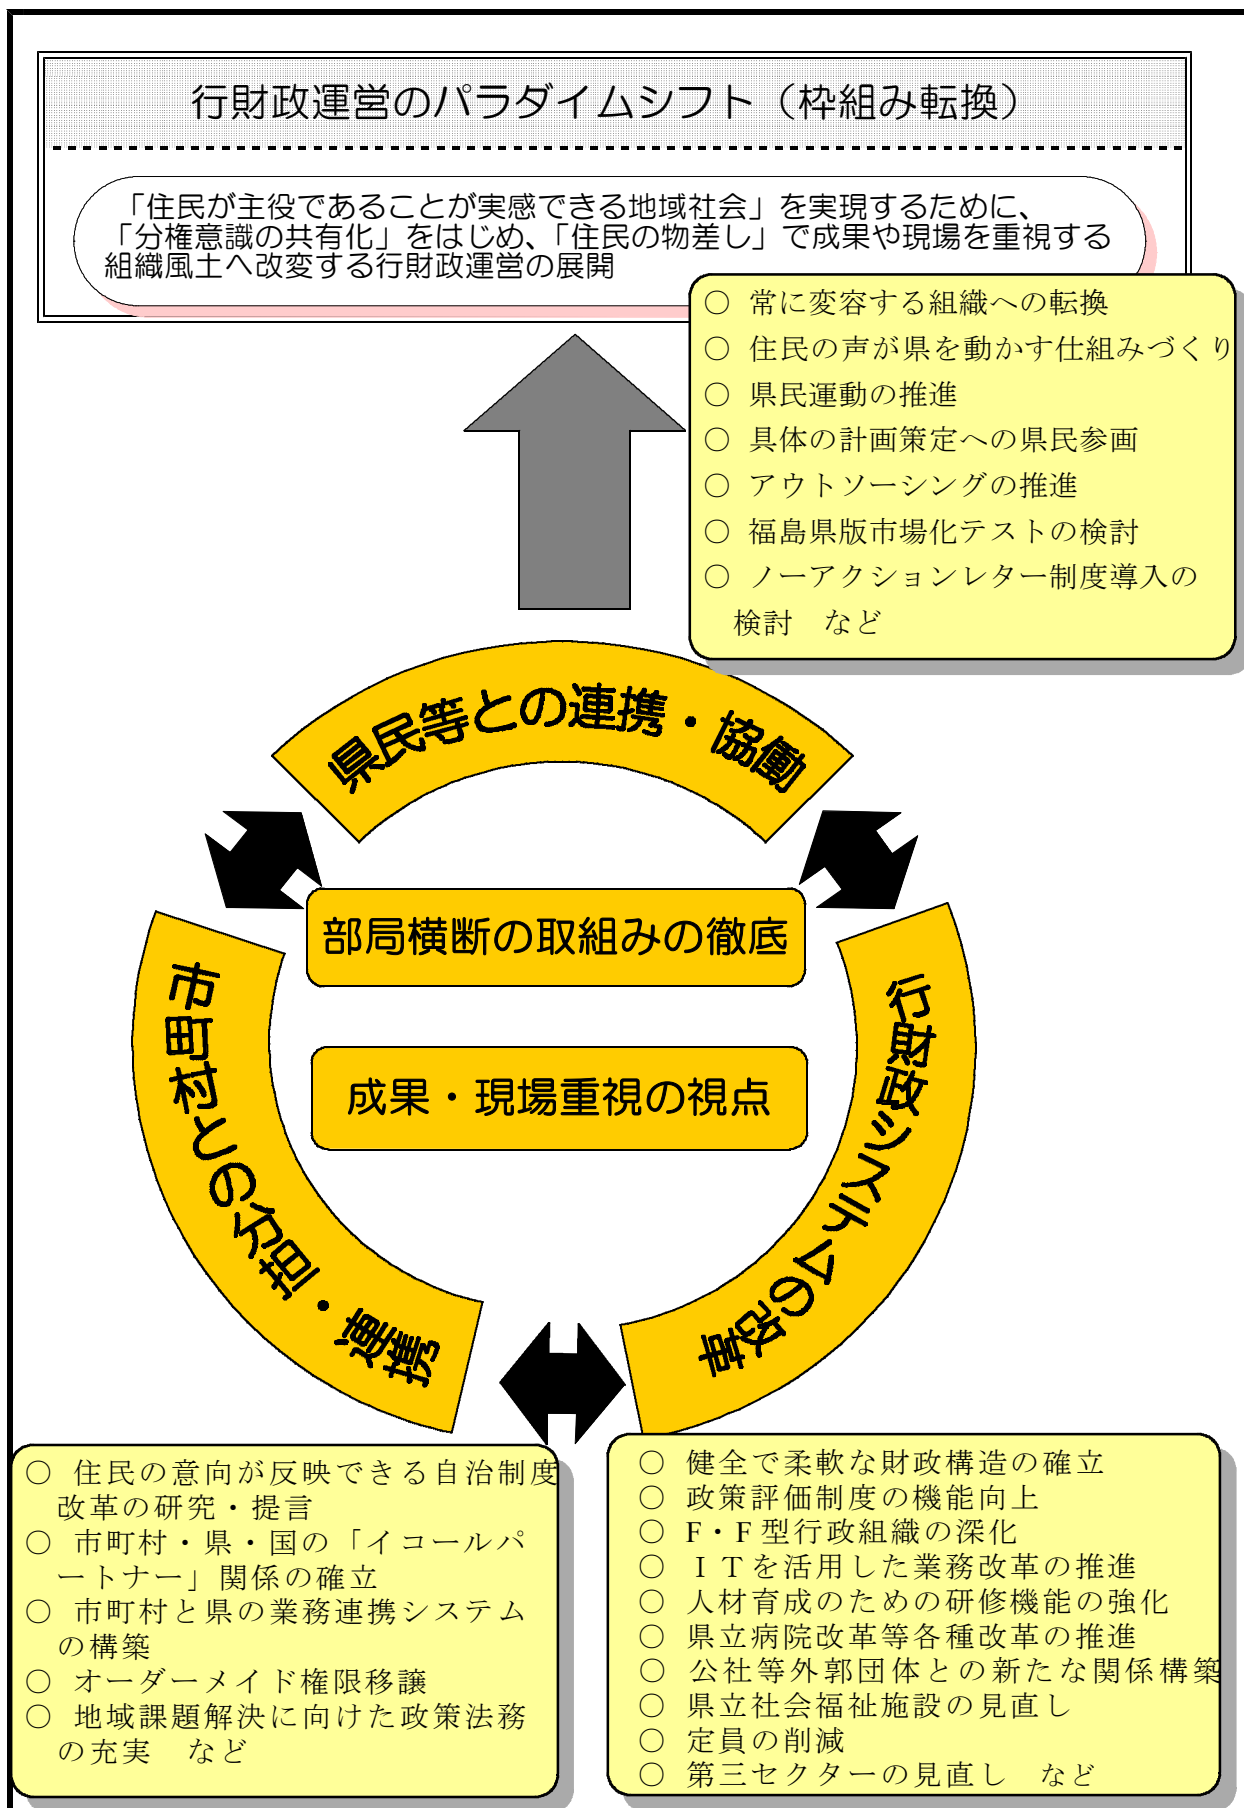 行財政運営のパラダイムシフト（枠組み転換）
「住民が主役であることが実感できる地域社会」を実現するために、
「分権意識の共有化」をはじめ、「住民の物差し」で成果や現場を重視する
組織風土へ改変する行財政運営の展開
○ 常に変容する組織への転換
○ 住民の声が県を動かす仕組みづくり
○ 県民運動の推進
○ 具体の計画策定への県民参画
○ アウトソーシングの推進
○ 福島県版市場化テストの検討
○ ノーアクションレター制度導入の
検討　など
県民等との連携・協働
部局横断の取組みの徹底
成果・現場重視の視点
市町村との分担・連携
行財政システムの改革
○ 住民の意向が反映できる自治制度
改革の研究・提言
○ 市町村・県・国の「イコールパ
ートナー」関係の確立
○ 市町村と県の業務連携システム
の構築
○ オーダーメイド権限移譲
○ 地域課題解決に向けた政策法務
の充実　など
○ 健全で柔軟な財政構造の確立
○ 政策評価制度の機能向上
○ F・F型行政組織の深化
○ ＩＴを活用した業務改革の推進
○ 人材育成のための研修機能の強化
○ 県立病院改革等各種改革の推進
○ 公社等外郭団体との新たな関係構築
○ 県立社会福祉施設の見直し
○ 定員の削減
○ 第三セクターの見直し　など